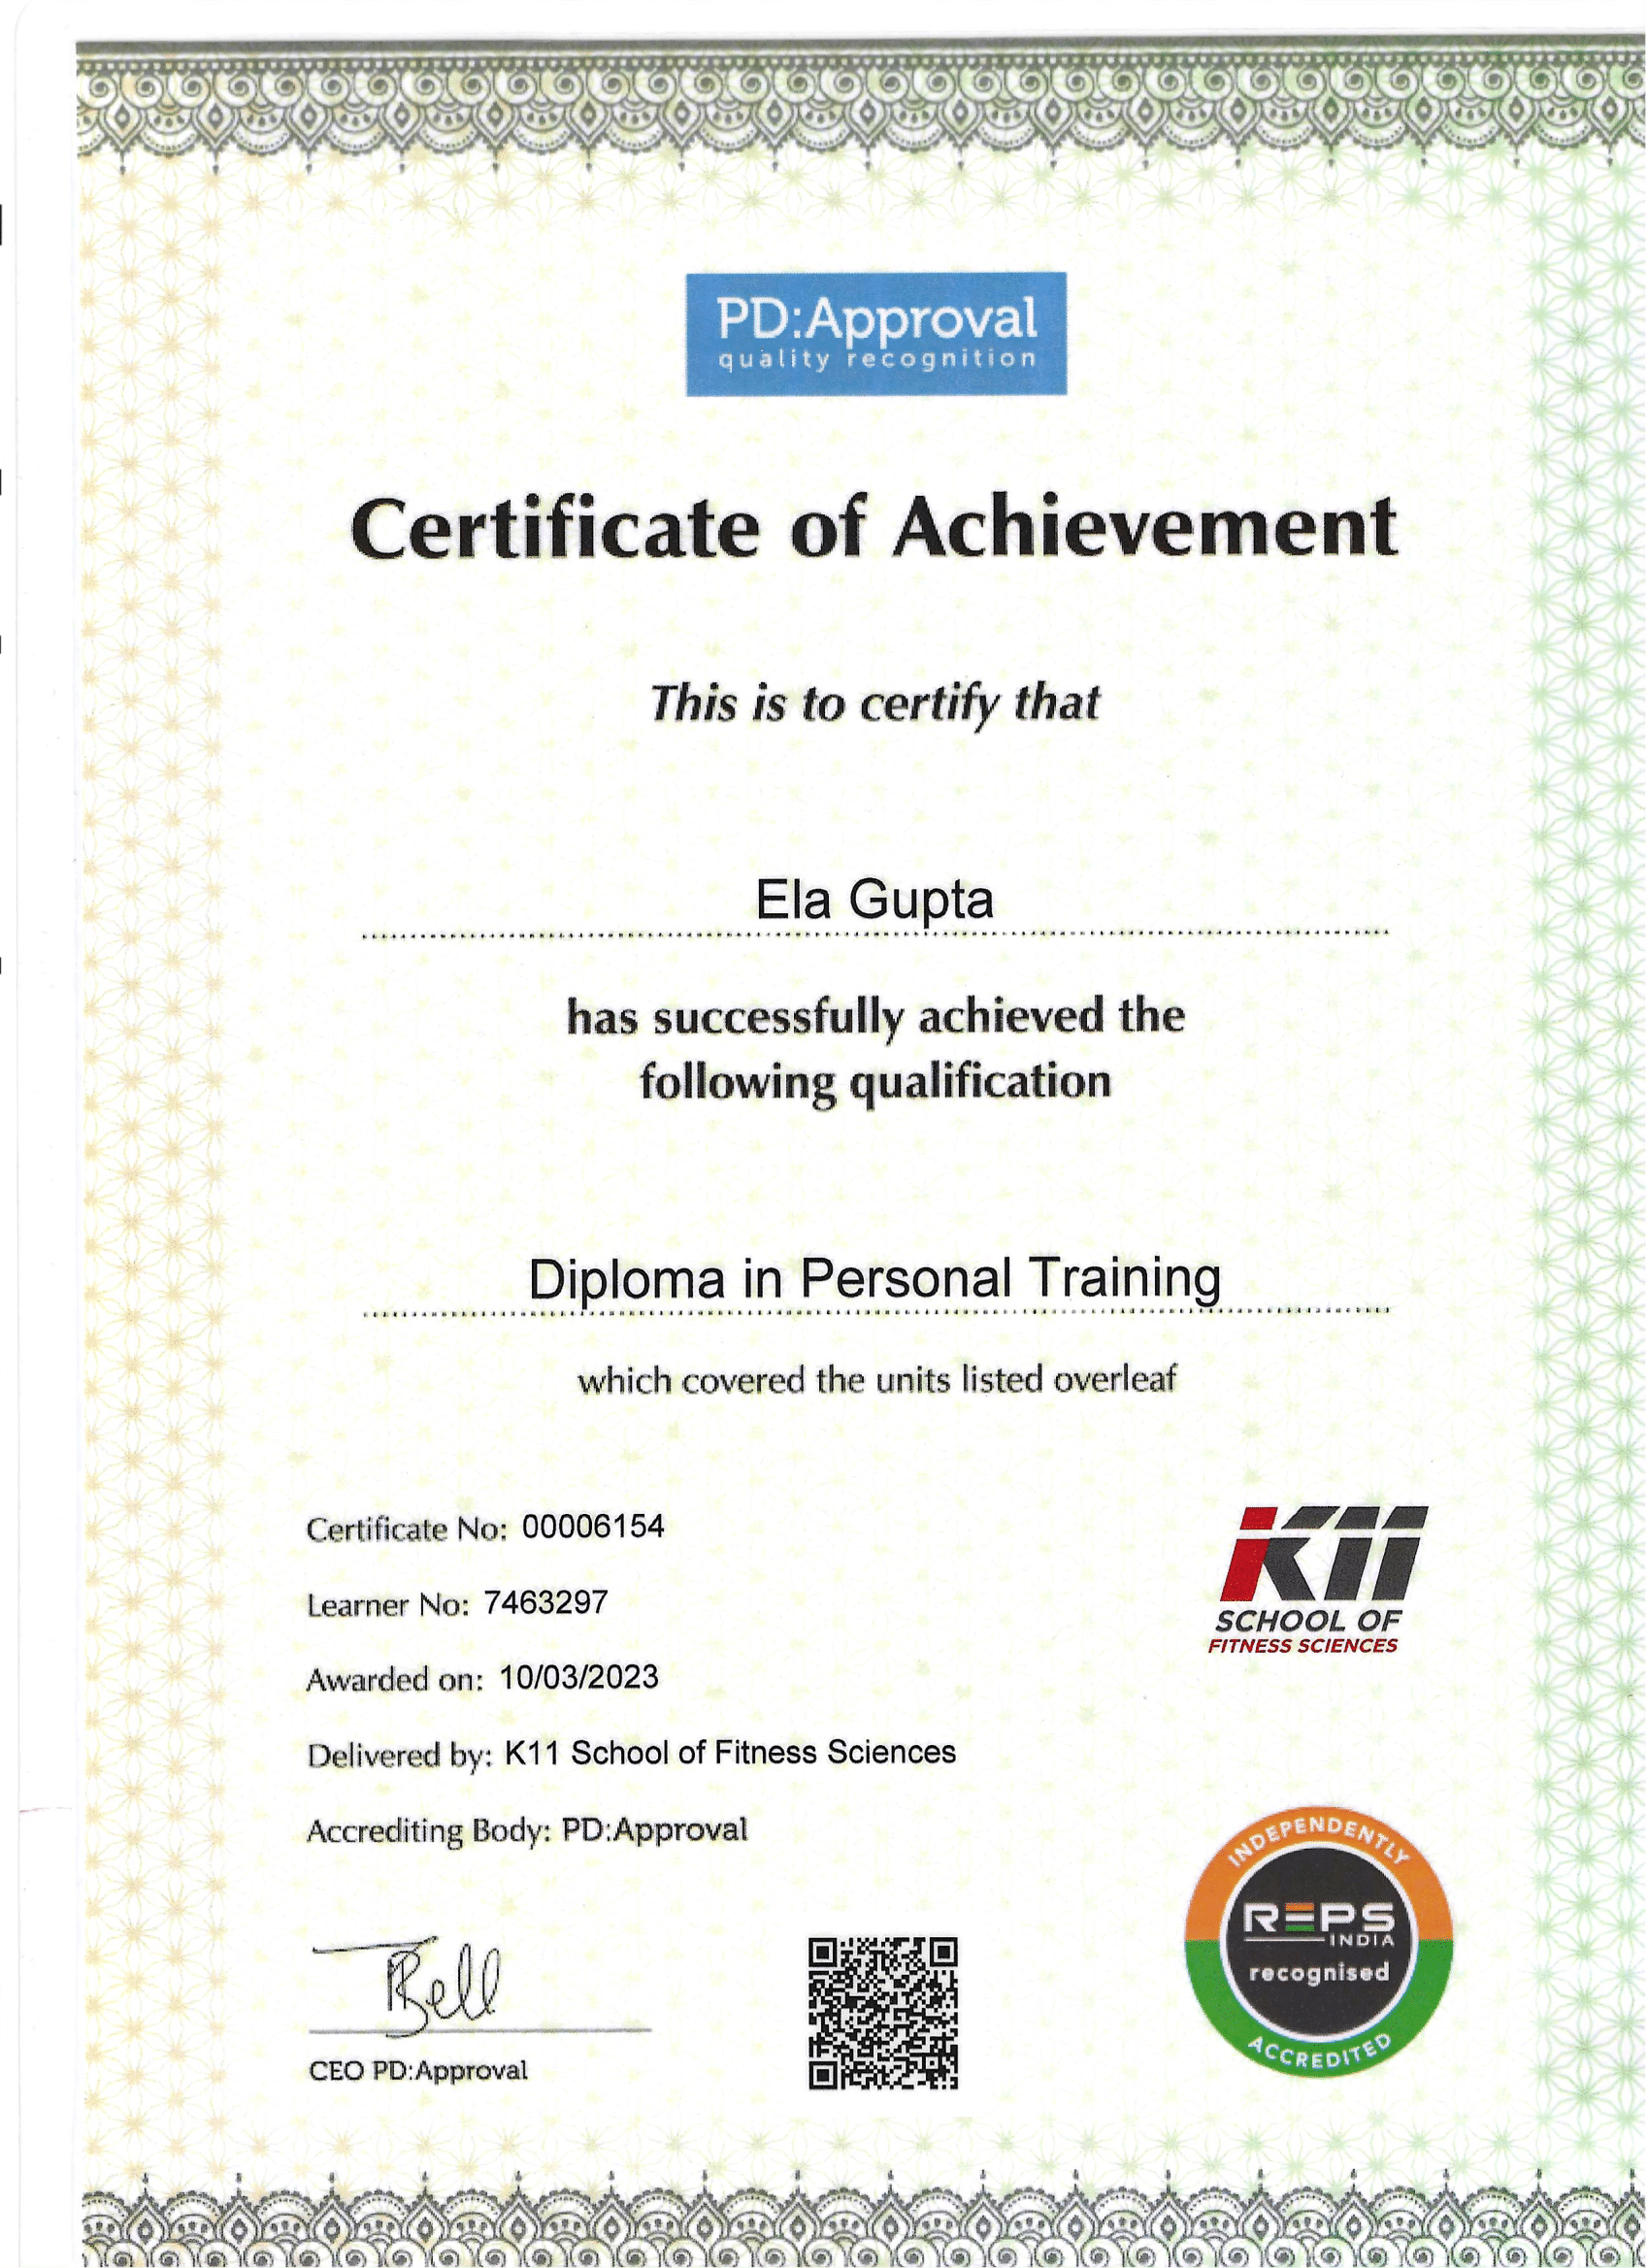 PD:Approval
quality recognition
Certificate of Achievement
This is to certify that
Ela Gupta
has successfully achieved the
following qualification
Diploma in Personal Training
which covered the units listed overleaf
Certificate No: 00006154
Learner No: 7463297
Awarded on: 10/03/2023
Delivered by: K11 School of Fitness Sciences
Accrediting Body: PD:Approval
K11
SCHOOL OF
FITNESS SCIENCES
INDEPENDENTLY
REPS
INDIA
recognised
ACCREDITED
Bell
CEO PD:Approval